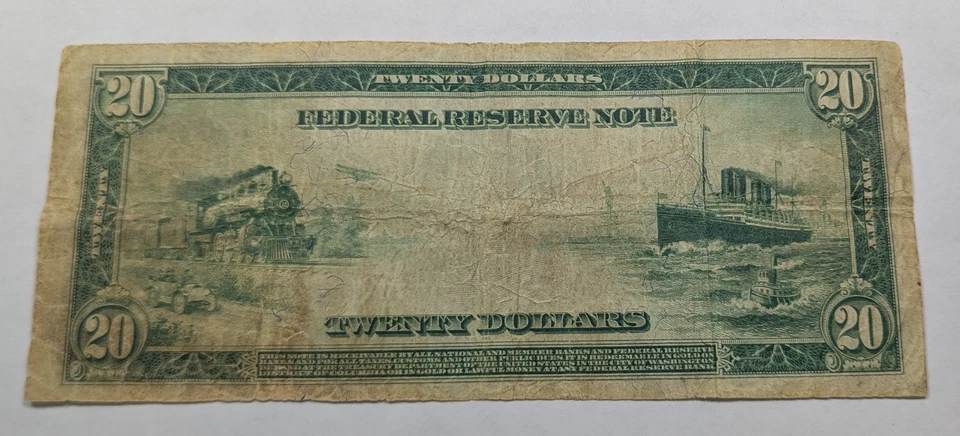 20 TWENTY DOLLARS 20
FEDERAL RESERVE NOTE
TWENTY TWENTY
20 TWENTY DOLLARS 20
THIS NOTE IS RECEIVABLE BY ALL NATIONAL AND MEMBER BANKS AND FEDERAL RESERVE
BANKS AND FOR ALL TAXES, CUSTOMS AND OTHER PUBLIC DUES. IT IS REDEEMABLE IN GOLD ON
DEMAND AT THE TREASURY DEPARTMENT OF THE UNITED STATES IN THE CITY OF WASHINGTON,
DISTRICT OF COLUMBIA OR IN GOLD OR LAWFUL MONEY AT ANY FEDERAL RESERVE BANK.